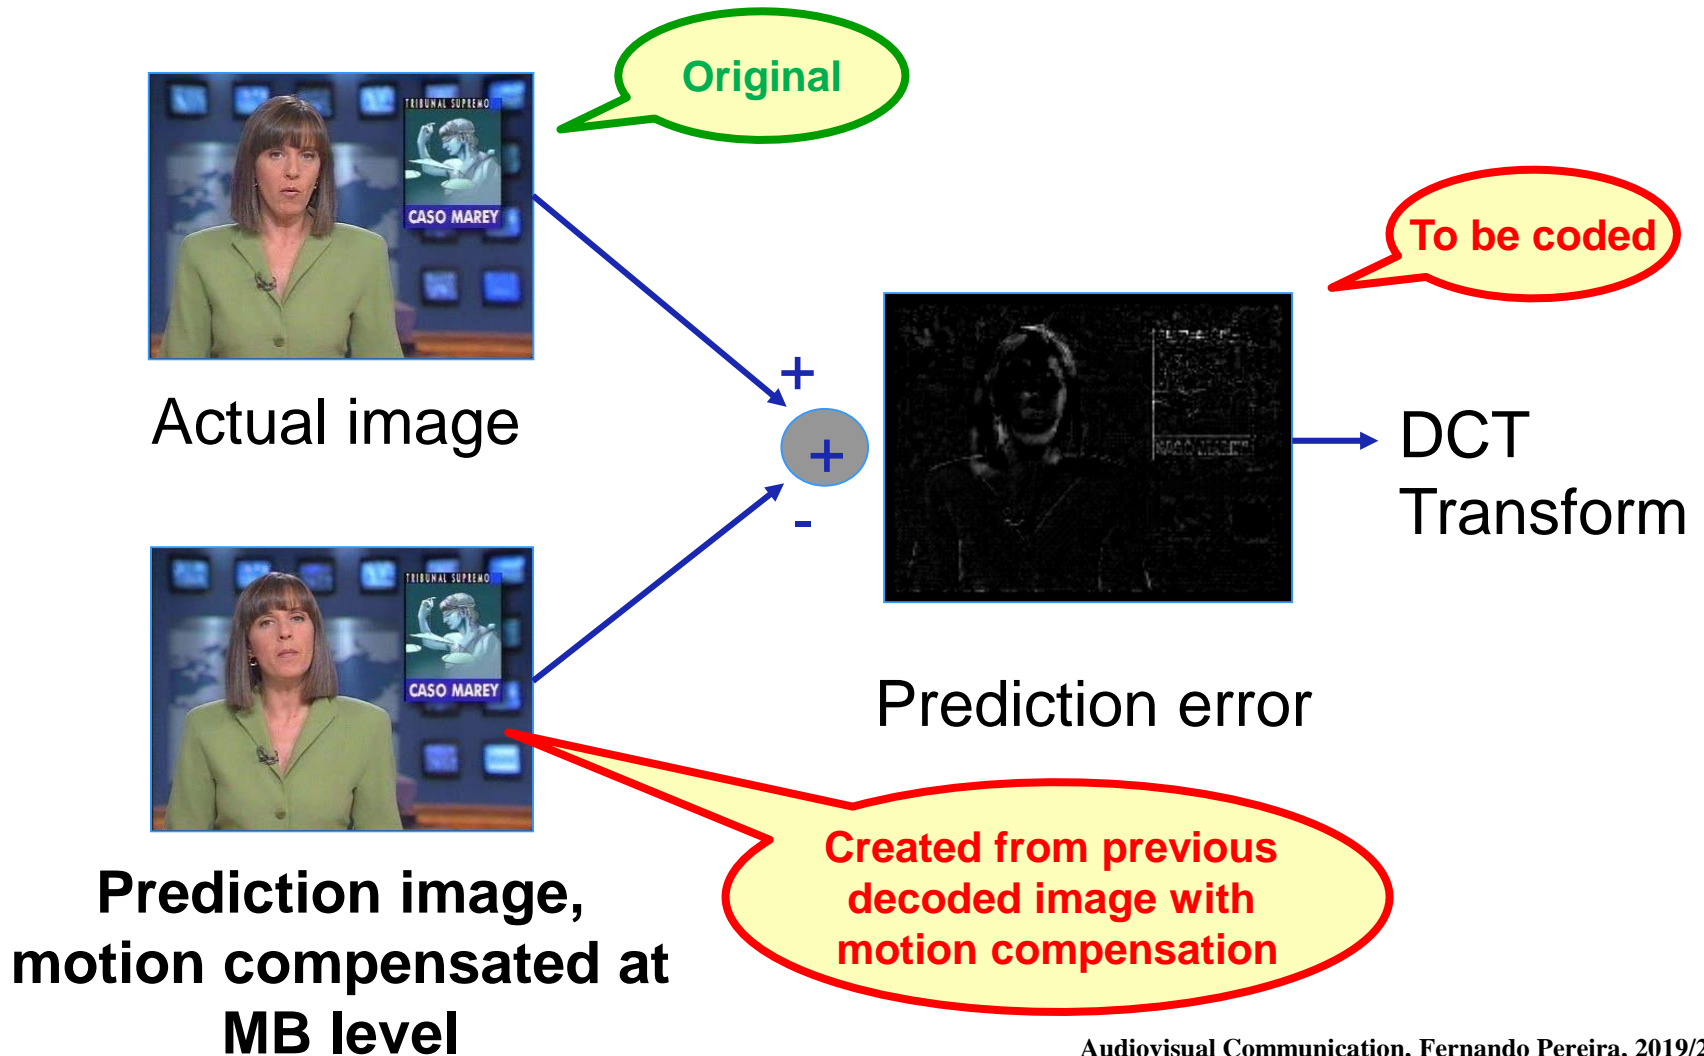 Original
TRIBUNAL SUPREMO
CASO MAREY
To be coded
Actual image
+
+
-
DCT
Transform
TRIBUNAL SUPREMO
CASO MAREY
Prediction error
Prediction image,
motion compensated at
MB level
Created from previous
decoded image with
motion compensation
Audiovisual Communication, Fernando Pereira, 2019/2